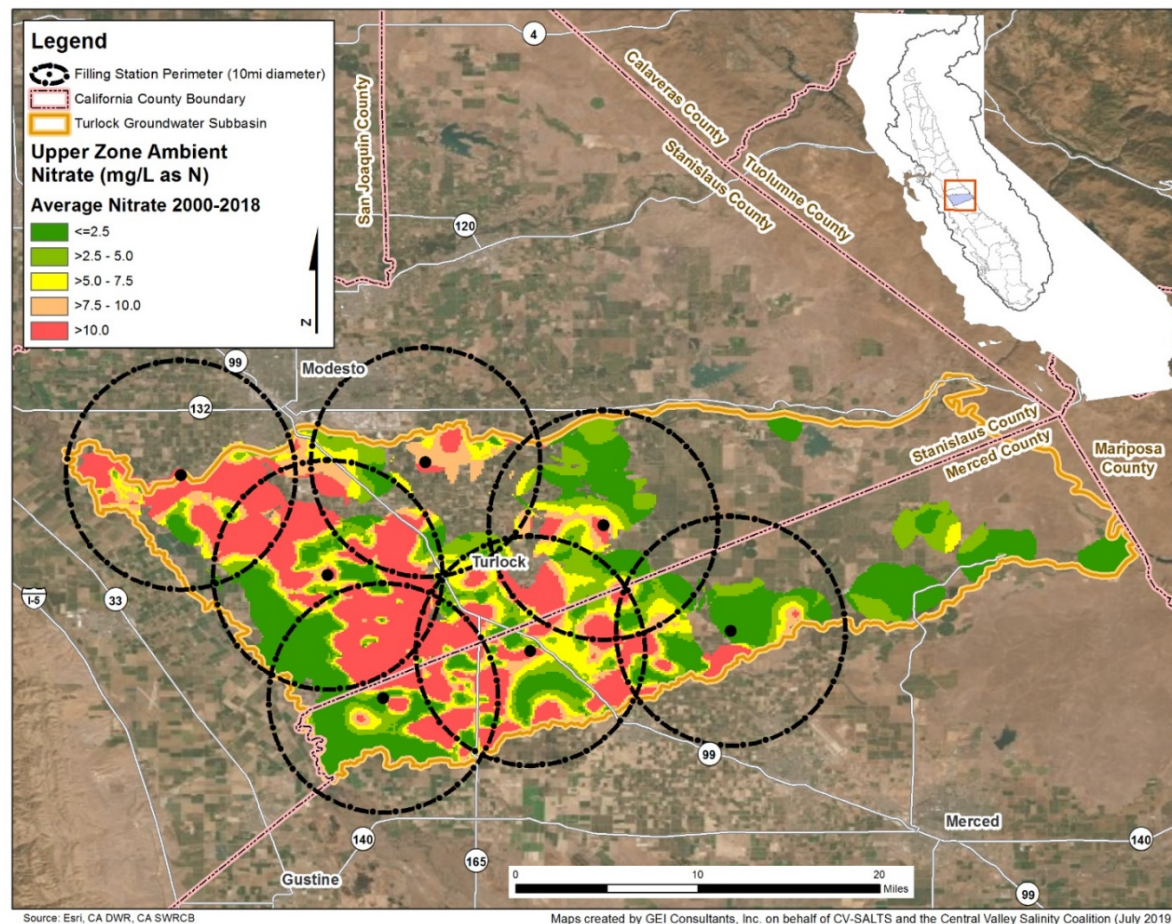 Legend
Filling Station Perimeter (10mi diameter)
California County Boundary
Turlock Groundwater Subbasin
Upper Zone Ambient
Nitrate (mg/L as N)
Average Nitrate 2000-2018
<=2.5
>2.5 - 5.0
>5.0 - 7.5
>7.5 - 10.0
>10.0
N
4
San Joaquin County
Calaveras County
Stanislaus County
Tuolumne County
120
99
Modesto
132
Stanislaus County
Merced County
Mariposa
County
Turlock
I-5
33
99
Merced
140
165
140
Gustine
99
0 10 20
Miles
Source: Esri, CA DWR, CA SWRCB
Maps created by GEI Consultants, Inc. on behalf of CV-SALTS and the Central Valley Salinity Coalition (July 2019